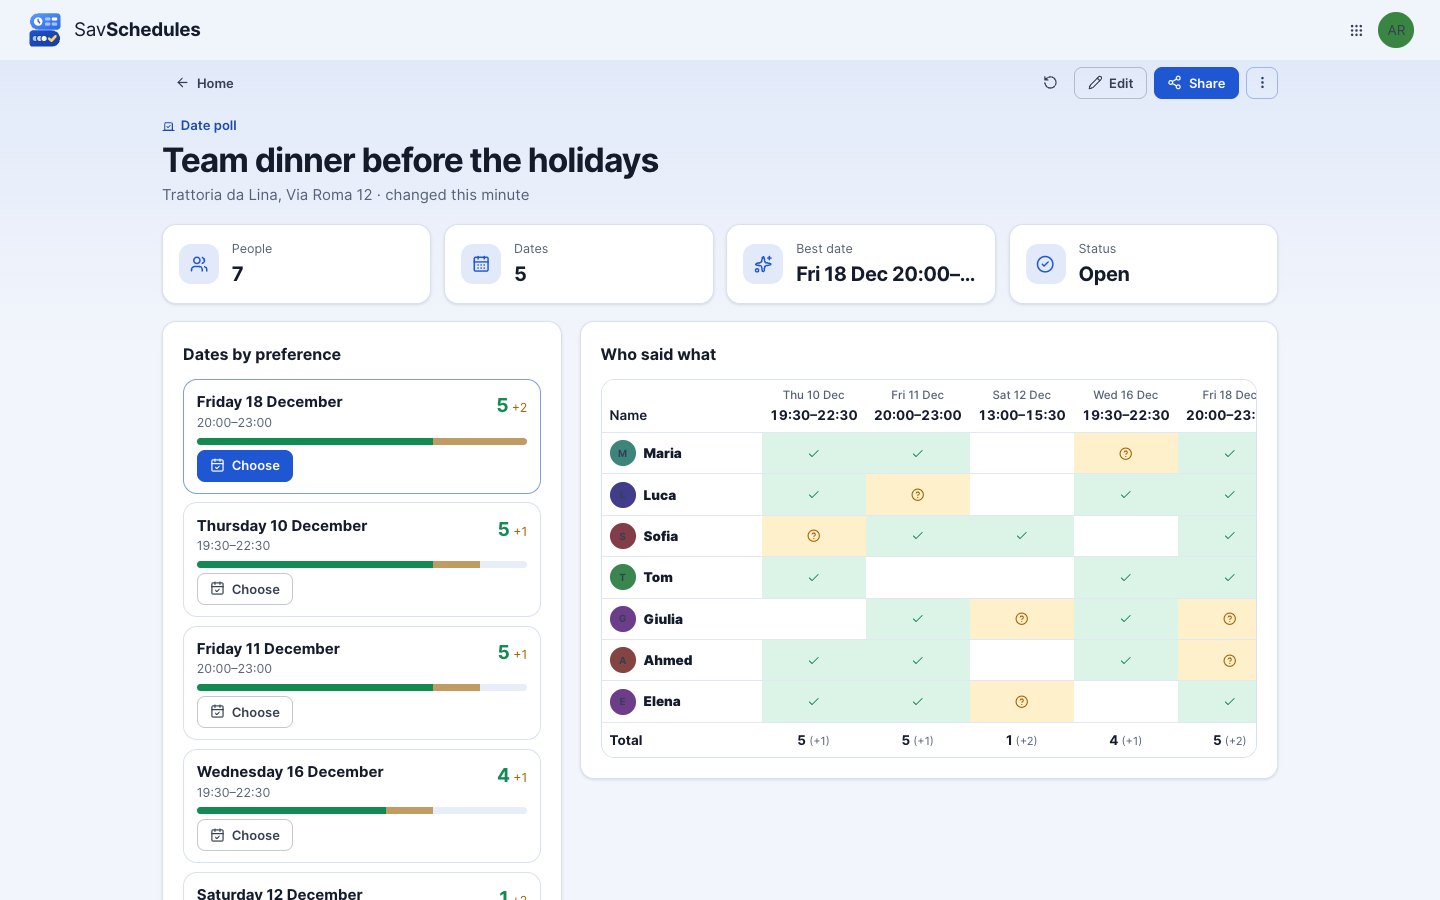 SavSchedules
AR
Home
Edit
Share
Date poll
Team dinner before the holidays
Trattoria da Lina, Via Roma 12 · changed this minute
People
7
Dates
5
Best date
Fri 18 Dec 20:00–...
Status
Open
Dates by preference
Friday 18 December
5 +2
20:00–23:00
Choose
Thursday 10 December
5 +1
19:30–22:30
Choose
Friday 11 December
5 +1
20:00–23:00
Choose
Wednesday 16 December
4 +1
19:30–22:30
Choose
Saturday 12 December
1 +2
Who said what
Thu 10 Dec Fri 11 Dec Sat 12 Dec Wed 16 Dec Fri 18 Dec
Name 19:30–22:30 20:00–23:00 13:00–15:30 19:30–22:30 20:00–23:
M Maria
Luca
S Sofia
T Tom
G Giulia
A Ahmed
E Elena
Total 5 (+1) 5 (+1) 1 (+2) 4 (+1) 5 (+2)